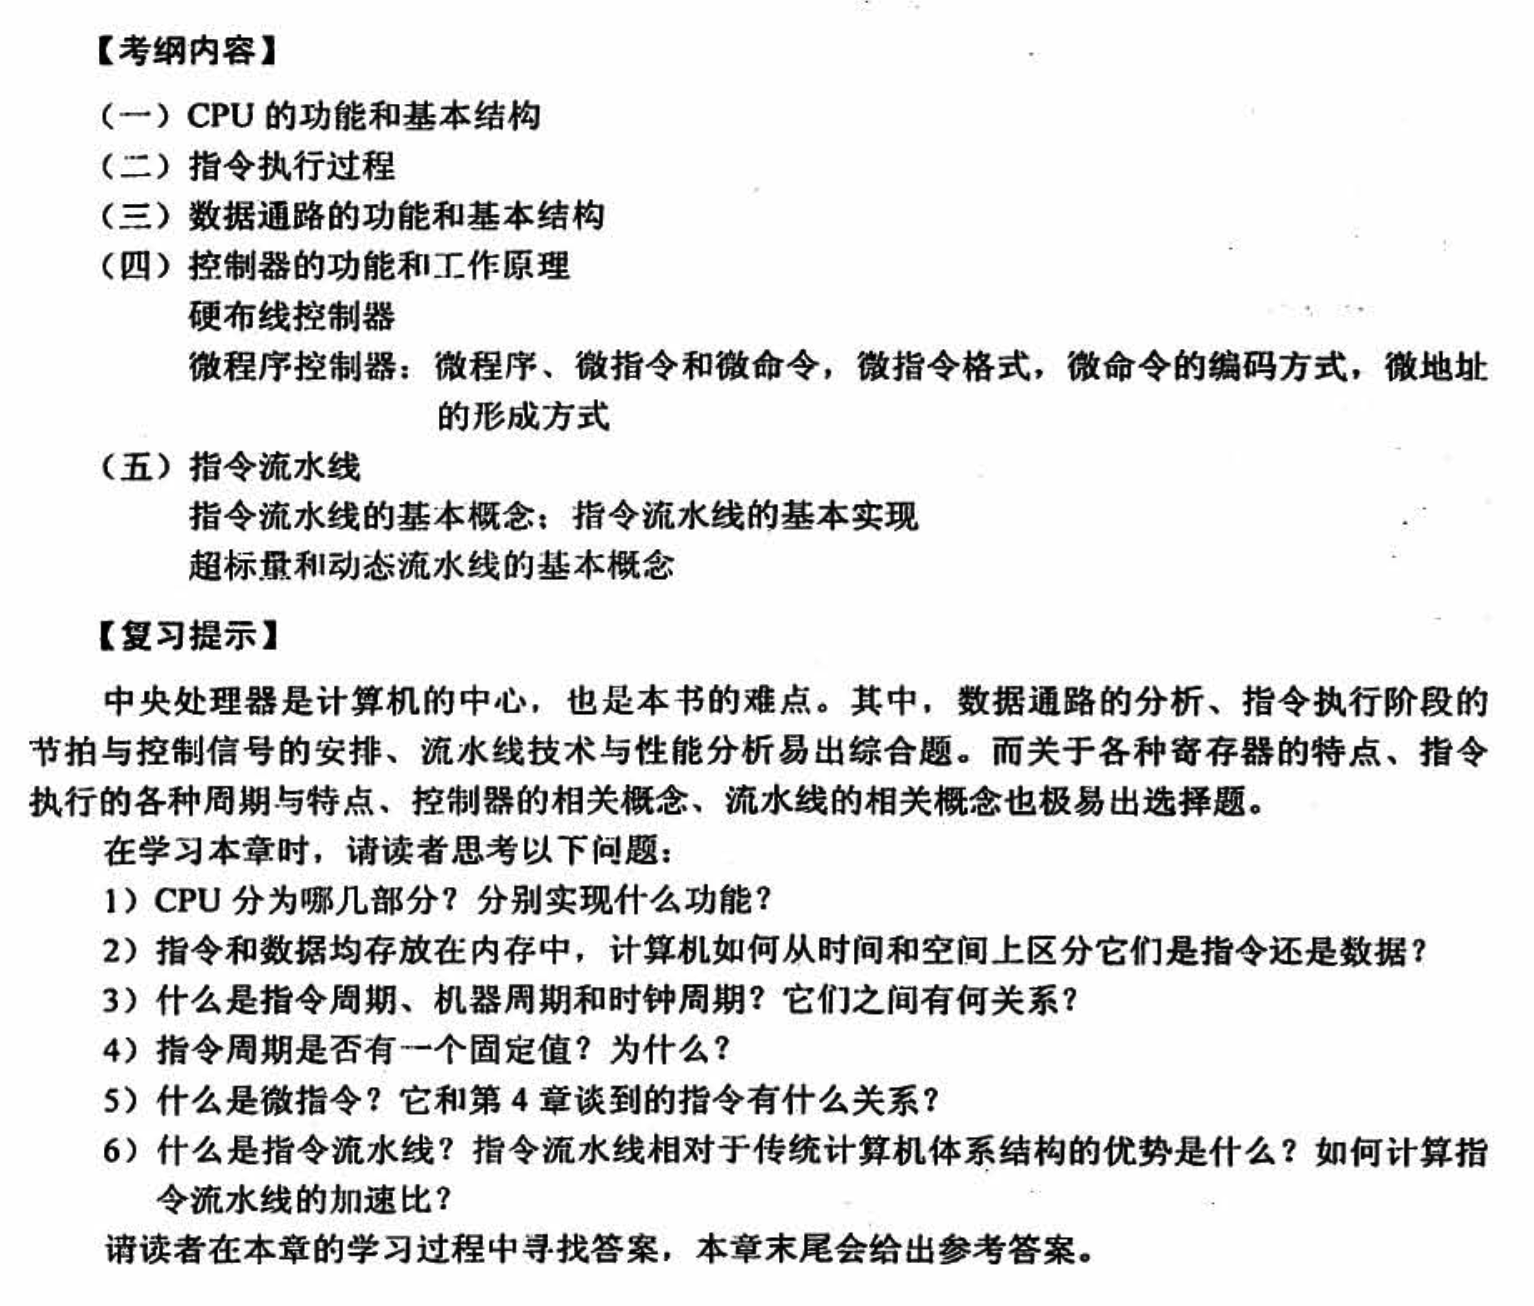 【考纲内容】
（一）CPU 的功能和基本结构
（二）指令执行过程
（三）数据通路的功能和基本结构
（四）控制器的功能和工作原理
硬布线控制器
微程序控制器：微程序、微指令和微命令，微指令格式，微命令的编码方式，微地址
的形成方式
（五）指令流水线
指令流水线的基本概念；指令流水线的基本实现
超标量和动态流水线的基本概念
【复习提示】
中央处理器是计算机的中心，也是本书的难点。其中，数据通路的分析、指令执行阶段的
节拍与控制信号的安排、流水线技术与性能分析易出综合题。而关于各种寄存器的特点、指令
执行的各种周期与特点、控制器的相关概念、流水线的相关概念也极易出选择题。
在学习本章时，请读者思考以下问题：
1）CPU 分为哪几部分？分别实现什么功能？
2）指令和数据均存放在内存中，计算机如何从时间和空间上区分它们是指令还是数据？
3）什么是指令周期、机器周期和时钟周期？它们之间有何关系？
4）指令周期是否有一个固定值？为什么？
5）什么是微指令？它和第 4 章谈到的指令有什么关系？
6）什么是指令流水线？指令流水线相对于传统计算机体系结构的优势是什么？如何计算指
令流水线的加速比？
请读者在本章的学习过程中寻找答案，本章末尾会给出参考答案。